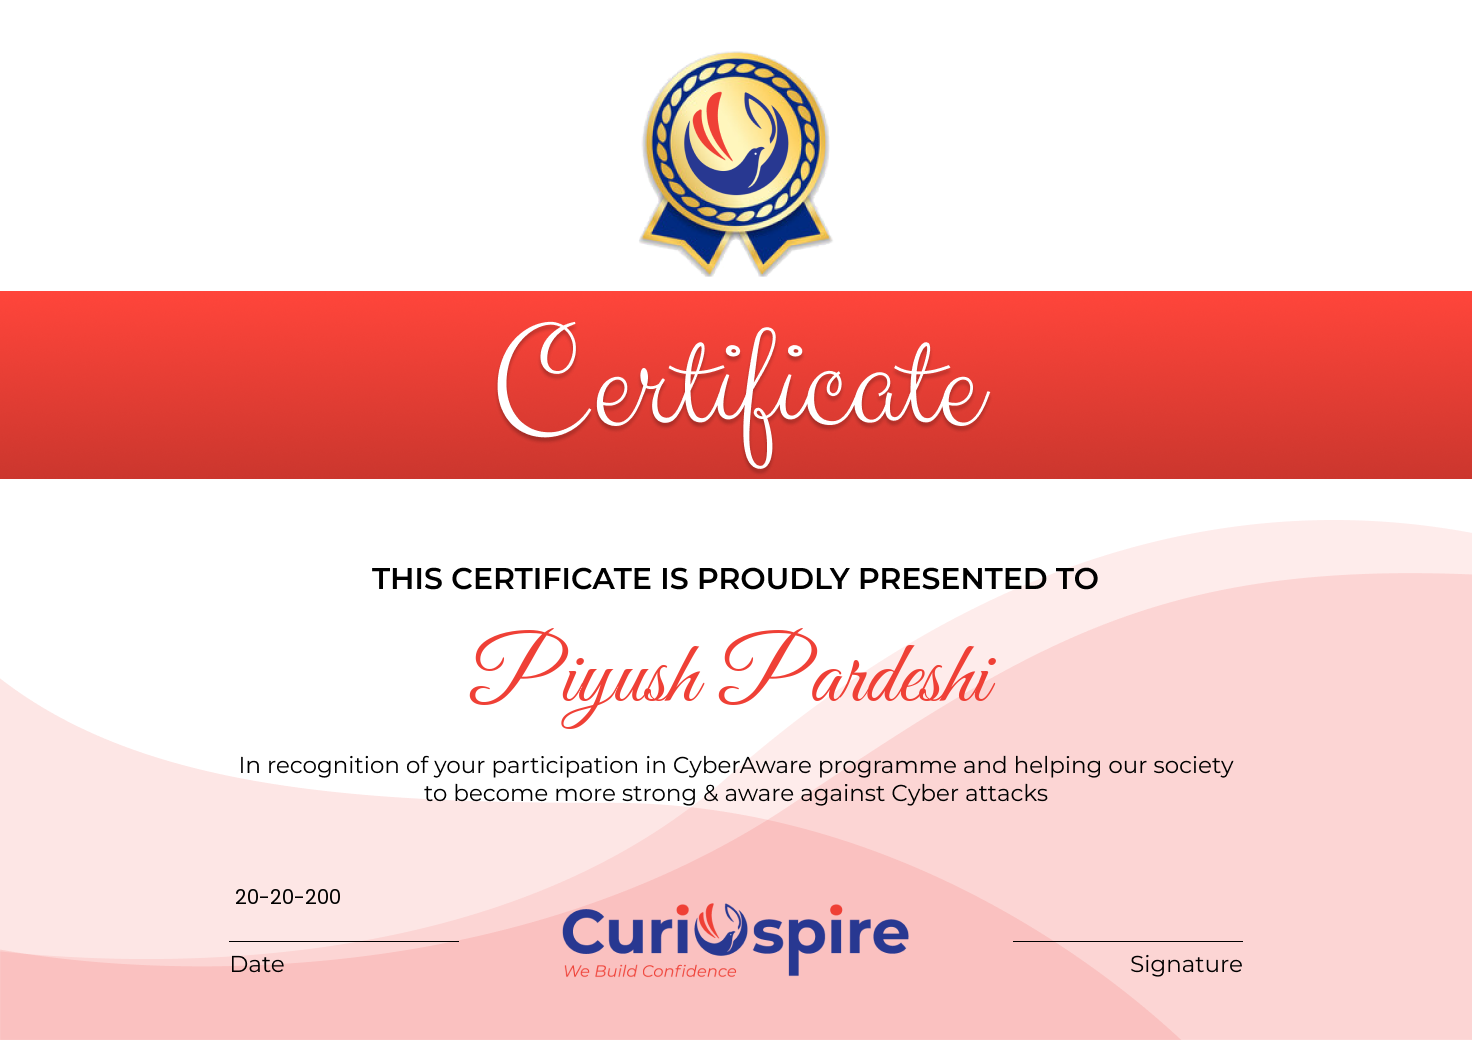 Certificate
THIS CERTIFICATE IS PROUDLY PRESENTED TO
Piyush Pardeshi
In recognition of your participation in CyberAware programme and helping our society
to become more strong & aware against Cyber attacks
20-20-200
Date
CuriOspire
We Build Confidence
Signature